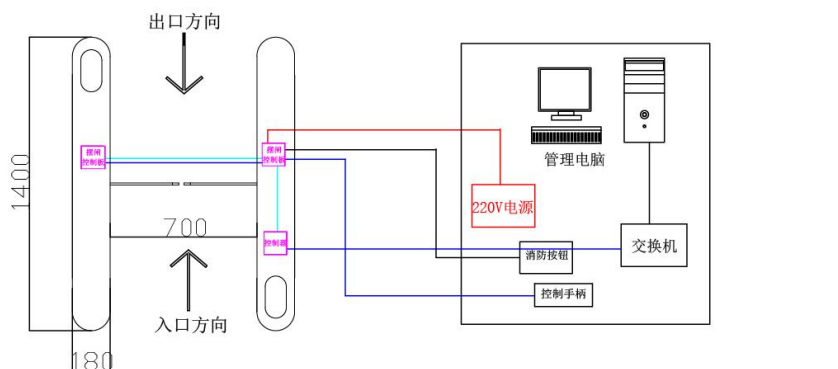 出口方向
摆闸
控制板
摆闸
控制板
管理电脑
1400
220V电源
700
控制器
消防按钮
交换机
控制手柄
入口方向
180